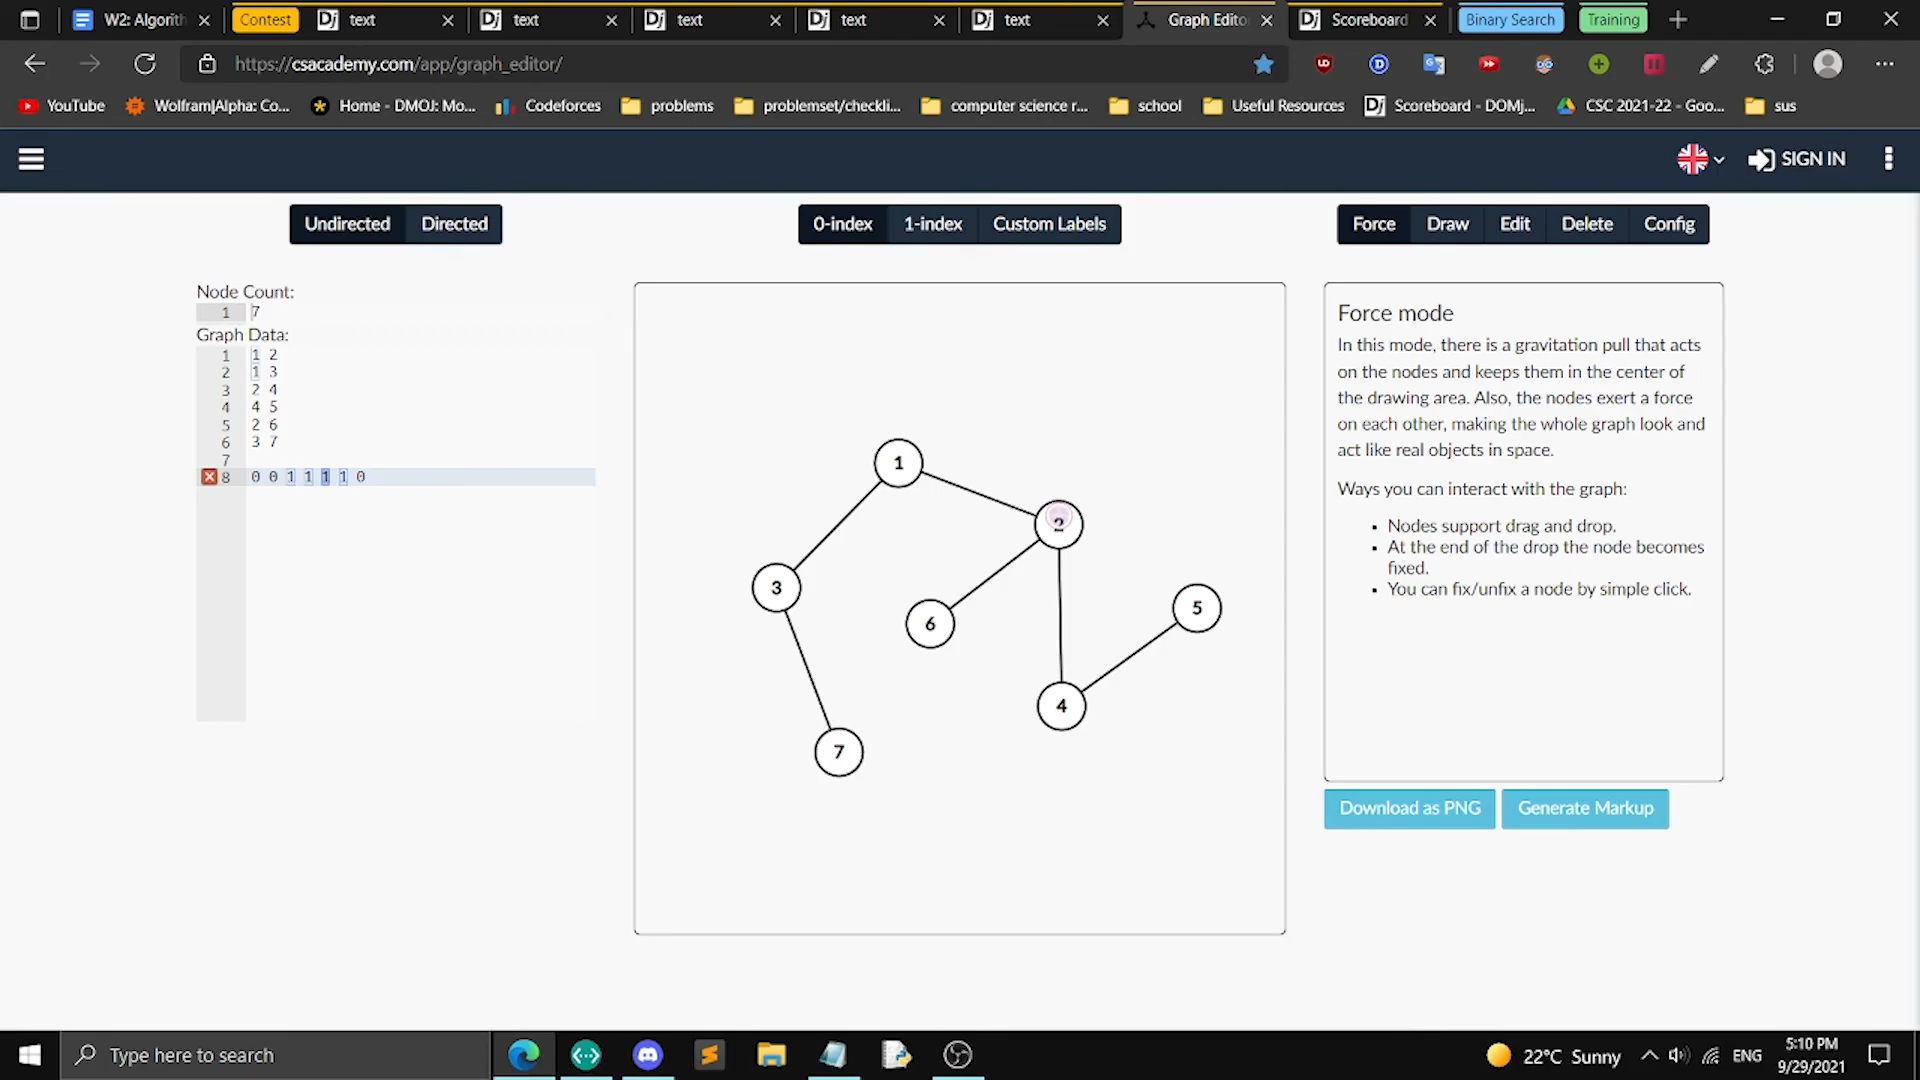 W2: Algorith
Contest
text
text
text
text
text
Graph Edito
Scoreboard
Binary Search
Training
https://csacademy.com/app/graph_editor/
YouTube
Wolfram|Alpha: Co...
Home - DMOJ: Mo...
Codeforces
problems
problemset/checkli...
computer science r...
school
Useful Resources
Scoreboard - DOMj...
CSC 2021-22 - Goo...
sus
SIGN IN
Undirected Directed
0-index 1-index Custom Labels
Force Draw Edit Delete Config
Node Count:
1 7
Graph Data:
1 1 2
2 1 3
3 2 4
4 4 5
5 2 6
6 3 7
7
8 0 0 1 1 1 1 0
1
2
3
6
5
4
7
Force mode
In this mode, there is a gravitation pull that acts
on the nodes and keeps them in the center of
the drawing area. Also, the nodes exert a force
on each other, making the whole graph look and
act like real objects in space.
Ways you can interact with the graph:
Nodes support drag and drop.
At the end of the drop the node becomes
fixed.
You can fix/unfix a node by simple click.
Download as PNG
Generate Markup
Type here to search
22°C Sunny
ENG
5:10 PM
9/29/2021